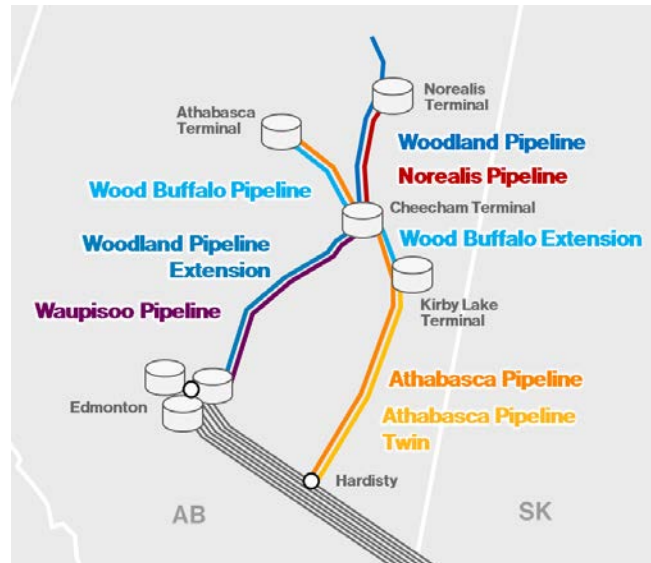 Norealis
Terminal
Athabasca
Terminal
Woodland Pipeline
Norealis Pipeline
Wood Buffalo Pipeline
Cheecham Terminal
Woodland Pipeline
Extension
Wood Buffalo Extension
Waupisoo Pipeline
Kirby Lake
Terminal
Athabasca Pipeline
Edmonton
Athabasca Pipeline
Twin
Hardisty
AB
SK